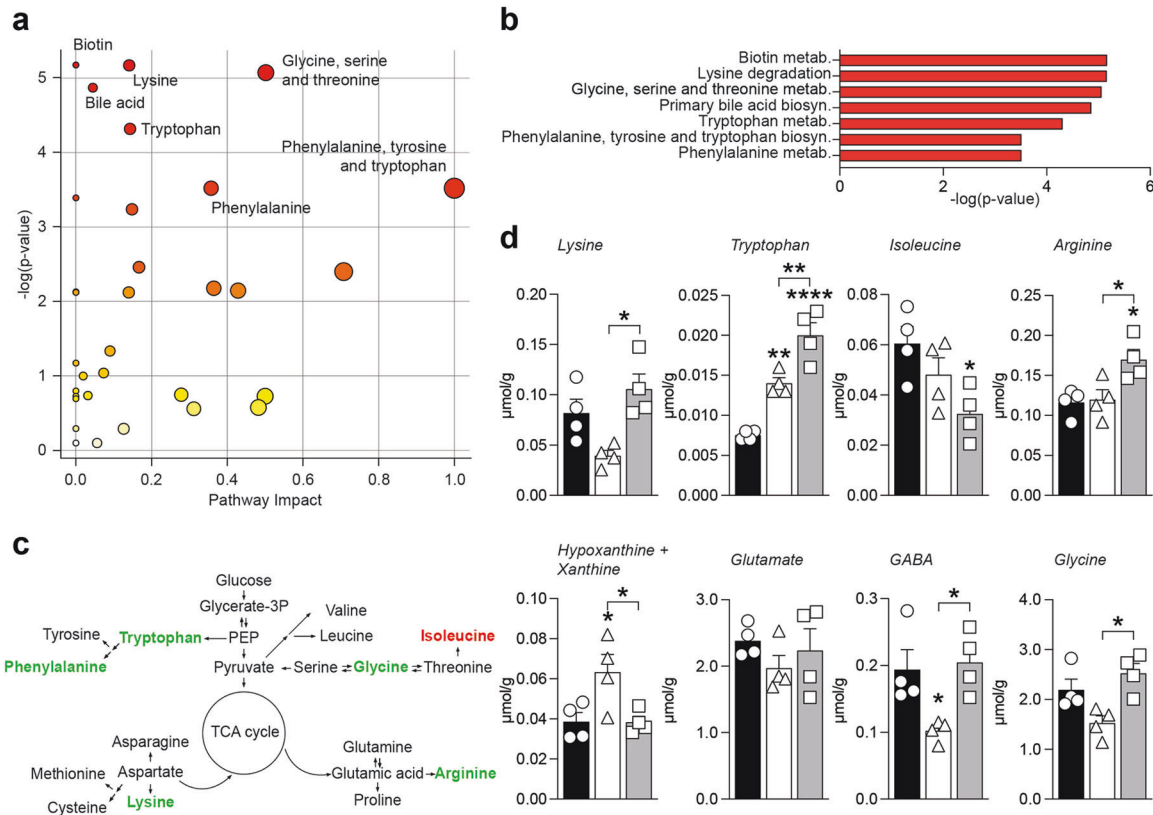 a
Biotin
Lysine
Bile acid
Tryptophan
Glycine, serine
and threonine
Phenylalanine, tyrosine
and tryptophan
Phenylalanine
-log(p-value)
5
4
3
2
1
0
0.0 0.2 0.4 0.6 0.8 1.0
Pathway Impact
b
Biotin metab.
Lysine degradation
Glycine, serine and threonine metab.
Primary bile acid biosyn.
Tryptophan metab.
Phenylalanine, tyrosine and tryptophan biosyn.
Phenylalanine metab.
0 2 4 6
-log(p-value)
c
Glucose
Glycerate-3P
PEP
Pyruvate
TCA cycle
Tyrosine
Tryptophan
Phenylalanine
Valine
Leucine
Isoleucine
Serine
Glycine
Threonine
Asparagine
Methionine
Aspartate
Cysteine
Lysine
Glutamine
Glutamic acid
Arginine
Proline
d
Lysine
µmol/g
0.20
0.15
0.10
0.05
0.00
*
Tryptophan
µmol/g
0.025
0.020
0.015
0.010
0.005
0.000
**
****
**
Isoleucine
µmol/g
0.08
0.06
0.04
0.02
0.00
*
Arginine
µmol/g
0.25
0.20
0.15
0.10
0.05
0.00
*
*
Hypoxanthine +
Xanthine
µmol/g
0.10
0.08
0.06
0.04
0.02
0.00
*
*
Glutamate
µmol/g
3.0
2.0
1.0
0.0
GABA
µmol/g
0.3
0.2
0.1
0.0
*
*
Glycine
µmol/g
4.0
3.0
2.0
1.0
0.0
*